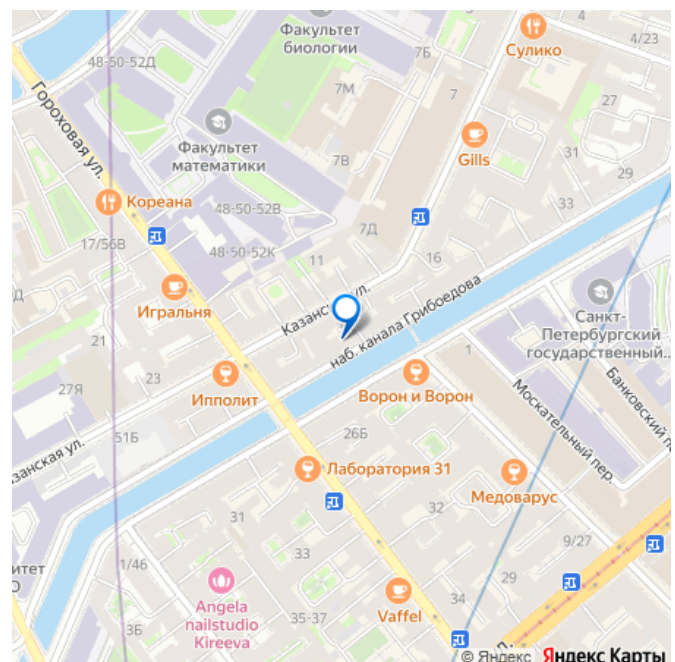 Факультет
биологии
Сулико
4/23
48-50-52Д
7Б
Гороховая ул.
7М
7
27
Факультет
математики
Gills
31
7В
29
Кореана
48-50-52В
33
17/56В
7Д
48-50-52К
11
16
Д
Игральня
Казанская ул.
наб. канала Грибоедова
Санкт-
Петербургский
государственный...
21
23
27Я
Ипполит
Ворон и Ворон
1
Банковский пе
51Б
26Б
Москательный пер.
занская ул.
Лаборатория 31
Медоварус
31
32
9/27
33
1/46
итет
О
29
Angela
nailstudio
Kireeva
35-37
Vaffel
34
3Б
© Яндекс Яндекс Карты